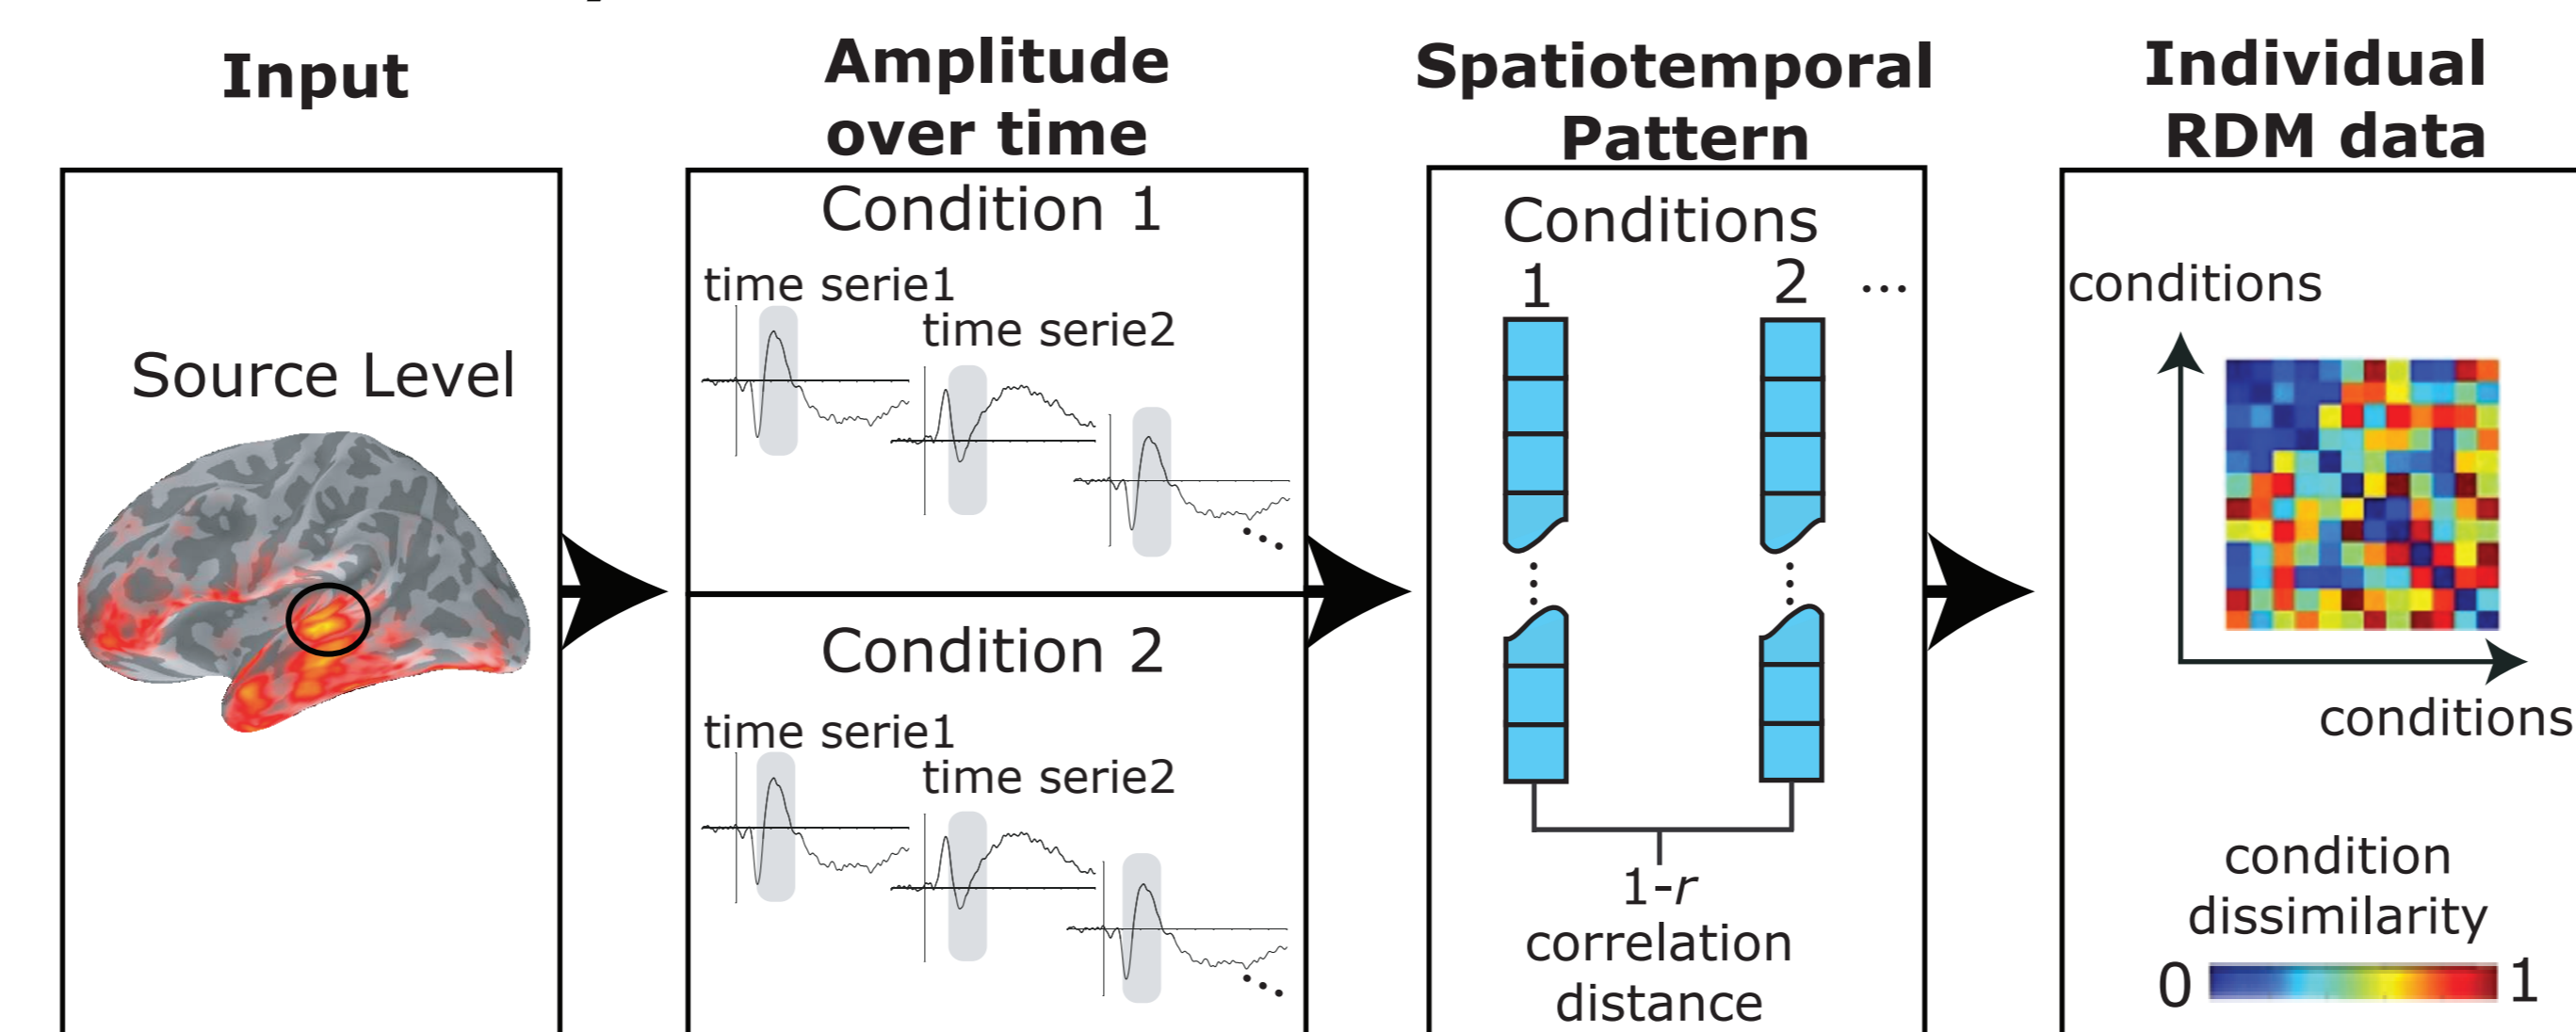 Input
Source Level
Amplitude
over time
Condition 1
time serie1
time serie2
Condition 2
time serie1
time serie2
Spatiotemporal
Pattern
Conditions
1 2 ...
1-r
correlation
distance
Individual
RDM data
conditions
conditions
condition
dissimilarity
0 1